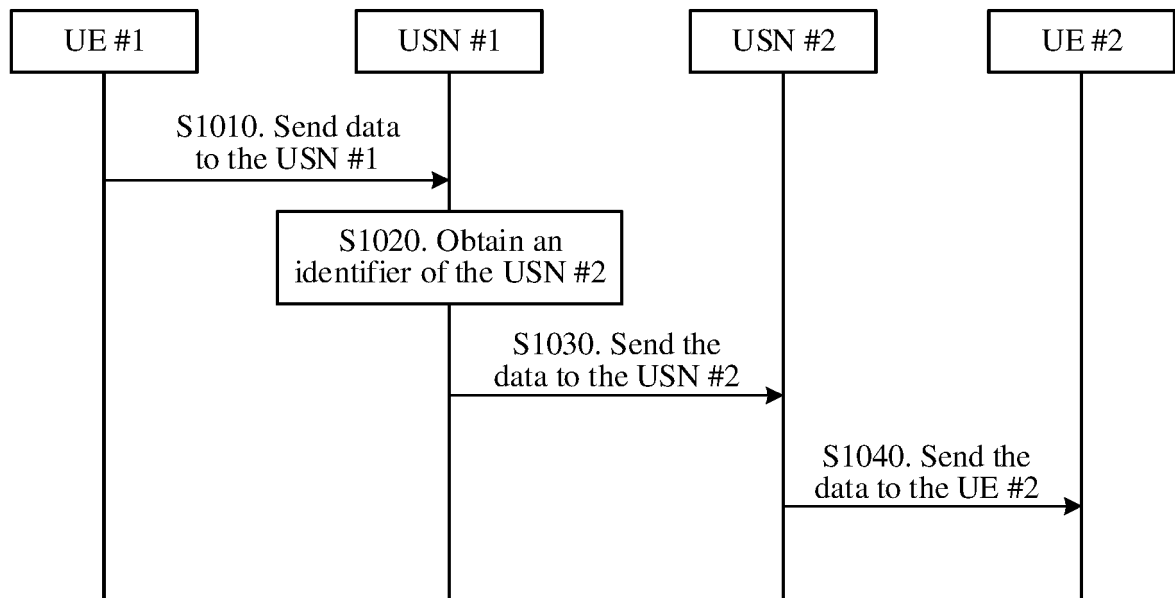 UE #1
USN #1
USN #2
UE #2
S1010. Send data
to the USN #1
S1020. Obtain an
identifier of the USN #2
S1030. Send the
data to the USN #2
S1040. Send the
data to the UE #2